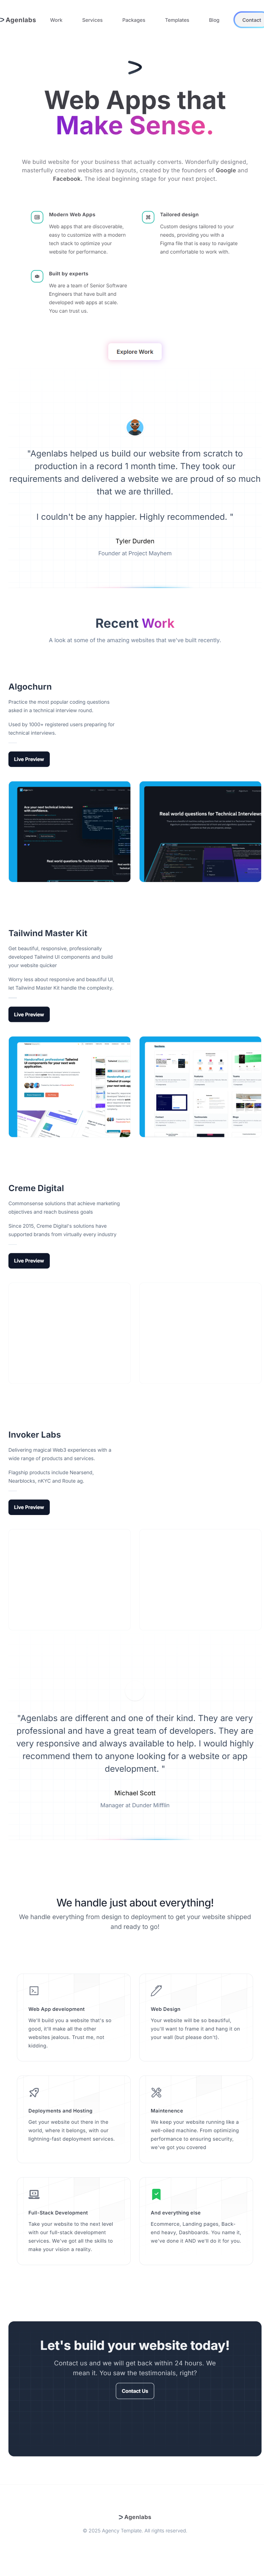 Agenlabs
Work
Services
Packages
Templates
Blog
Contact
Web Apps that
Make Sense.
We build website for your business that actually converts. Wonderfully designed,
masterfully created websites and layouts, created by the founders of Google and
Facebook. The ideal beginning stage for your next project.
Modern Web Apps
Web apps that are discoverable,
easy to customize with a modern
tech stack to optimize your
website for performance.
Tailored design
Custom designs tailored to your
needs, providing you with a
Figma file that is easy to navigate
and comfortable to work with.
Built by experts
We are a team of Senior Software
Engineers that have built and
developed web apps at scale.
You can trust us.
Explore Work
"Agenlabs helped us build our website from scratch to
production in a record 1 month time. They took our
requirements and delivered a website we are proud of so much
that we are thrilled.
I couldn't be any happier. Highly recommended. "
Tyler Durden
Founder at Project Mayhem
Recent Work
A look at some of the amazing websites that we've built recently.
Algochurn
Practice the most popular coding questions
asked in a technical interview round.
Used by 1000+ registered users preparing for
technical interviews.
Live Preview
Are you next technical interview
with confidence.
Real world questions for Technical
Real world questions for Technical Interviews
Tailwind Master Kit
Get beautiful, responsive, professionally
developed Tailwind UI components and build
your website quicker
Worry less about responsive and beautiful UI,
let Tailwind Master Kit handle the complexity.
Live Preview
Handcrafted, professional Tailwind
UI components for your next web
application.
Creme Digital
Commonsense solutions that achieve marketing
objectives and reach business goals
Since 2015, Creme Digital's solutions have
supported brands from virtually every industry
Live Preview
Invoker Labs
Delivering magical Web3 experiences with a
wide range of products and services.
Flagship products include Nearsend,
Nearblocks, nKYC and Route ag.
Live Preview
"Agenlabs are different and one of their kind. They are very
professional and have a great team of developers. They are
very responsive and always available to help. I would highly
recommend them to anyone looking for a website or app
development. "
Michael Scott
Manager at Dunder Mifflin
We handle just about everything!
We handle everything from design to deployment to get your website shipped
and ready to go!
Web App development
We'll build you a website that's so
good, it'll make all the other
websites jealous. Trust me, not
kidding.
Web Design
Your website will be so beautiful,
you'll want to frame it and hang it on
your wall (but please don't).
Deployments and Hosting
Get your website out there in the
world, where it belongs, with our
lightning-fast deployment services.
Maintenence
We keep your website running like a
well-oiled machine. From optimizing
performance to ensuring security,
we've got you covered
Full-Stack Development
Take your website to the next level
with our full-stack development
services. We've got all the skills to
make your vision a reality.
And everything else
Ecommerce, Landing pages, Back-
end heavy, Dashboards. You name it,
we've done it AND we'll do it for you.
Let's build your website today!
Contact us and we will get back within 24 hours. We
mean it. You saw the testimonials, right?
Contact Us
Agenlabs
© 2025 Agency Template. All rights reserved.